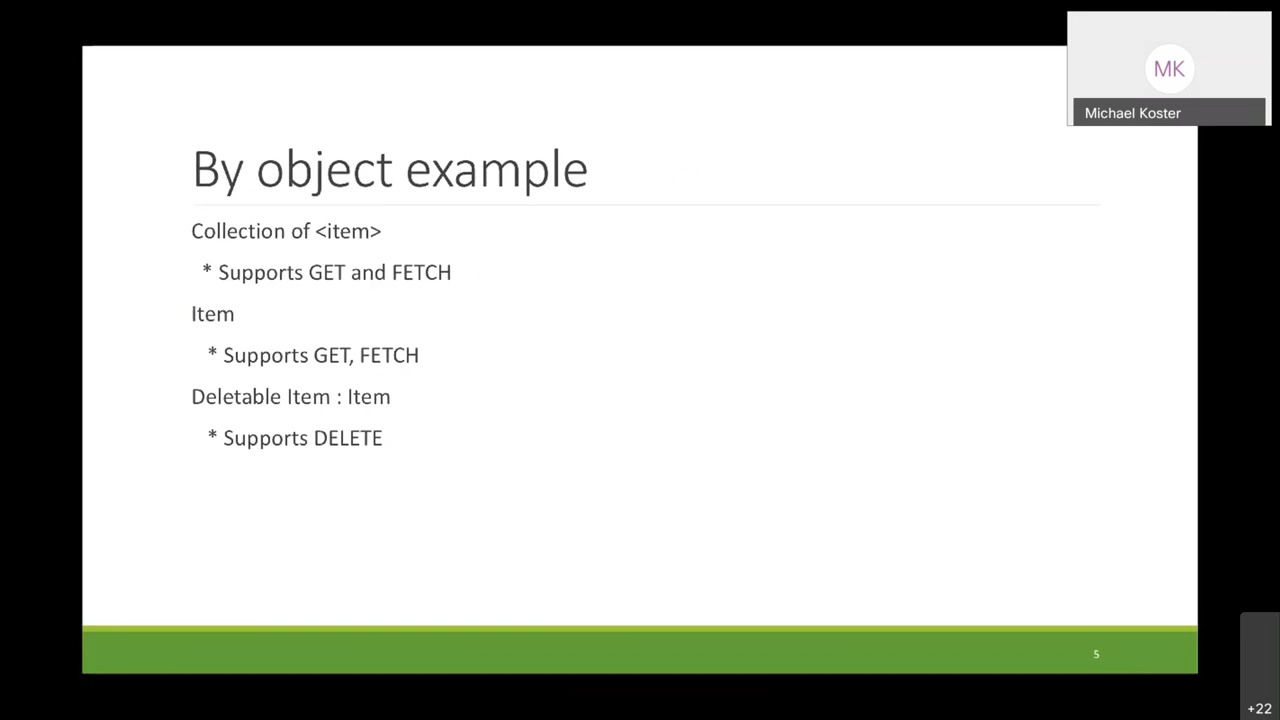 MK
Michael Koster
By object example
Collection of <item>
* Supports GET and FETCH
Item
* Supports GET, FETCH
Deletable Item : Item
* Supports DELETE
5
+22